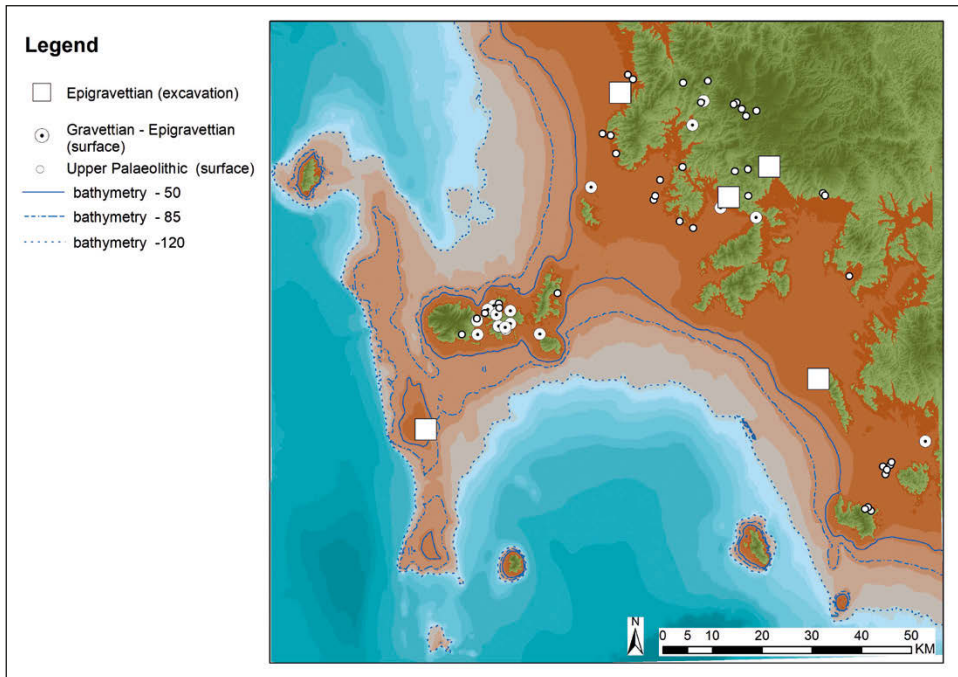 Legend
Epigravettian (excavation)
Gravettian - Epigravettian
(surface)
Upper Palaeolithic (surface)
bathymetry - 50
bathymetry - 85
bathymetry -120
N
0 5 10 20 30 40 50
KM